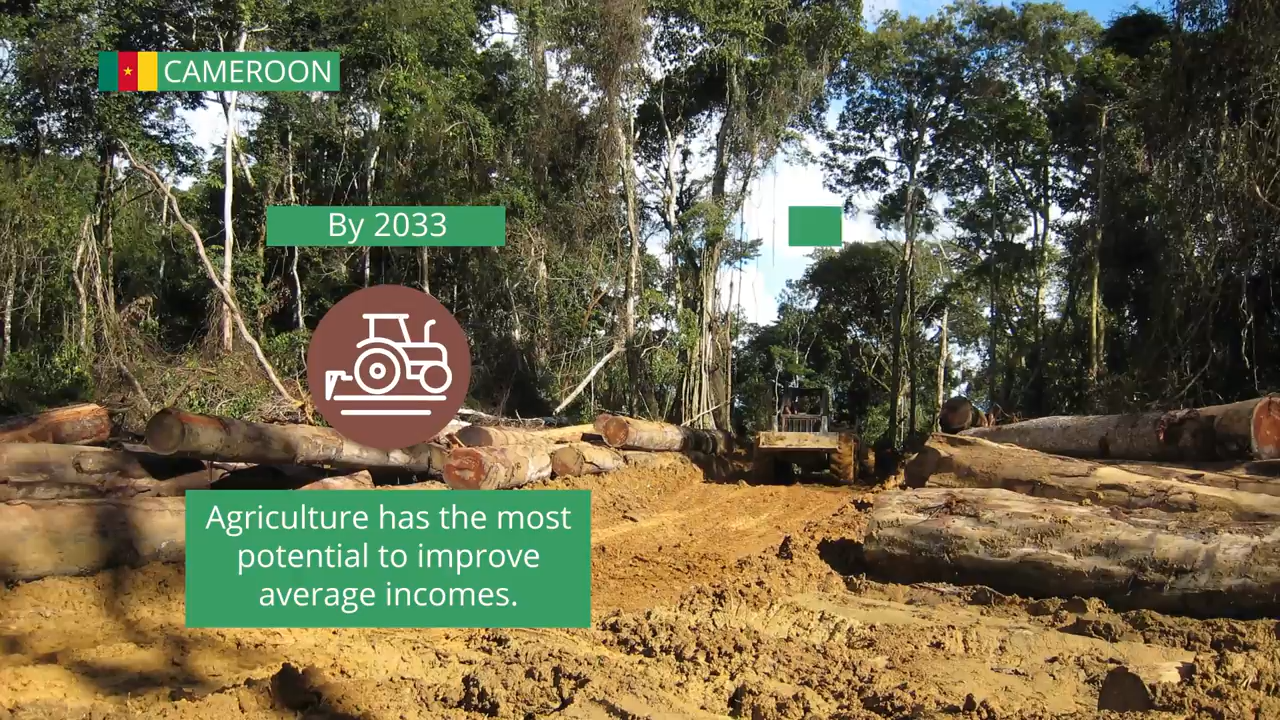 CAMEROON
By 2033
Agriculture has the most
potential to improve
average incomes.